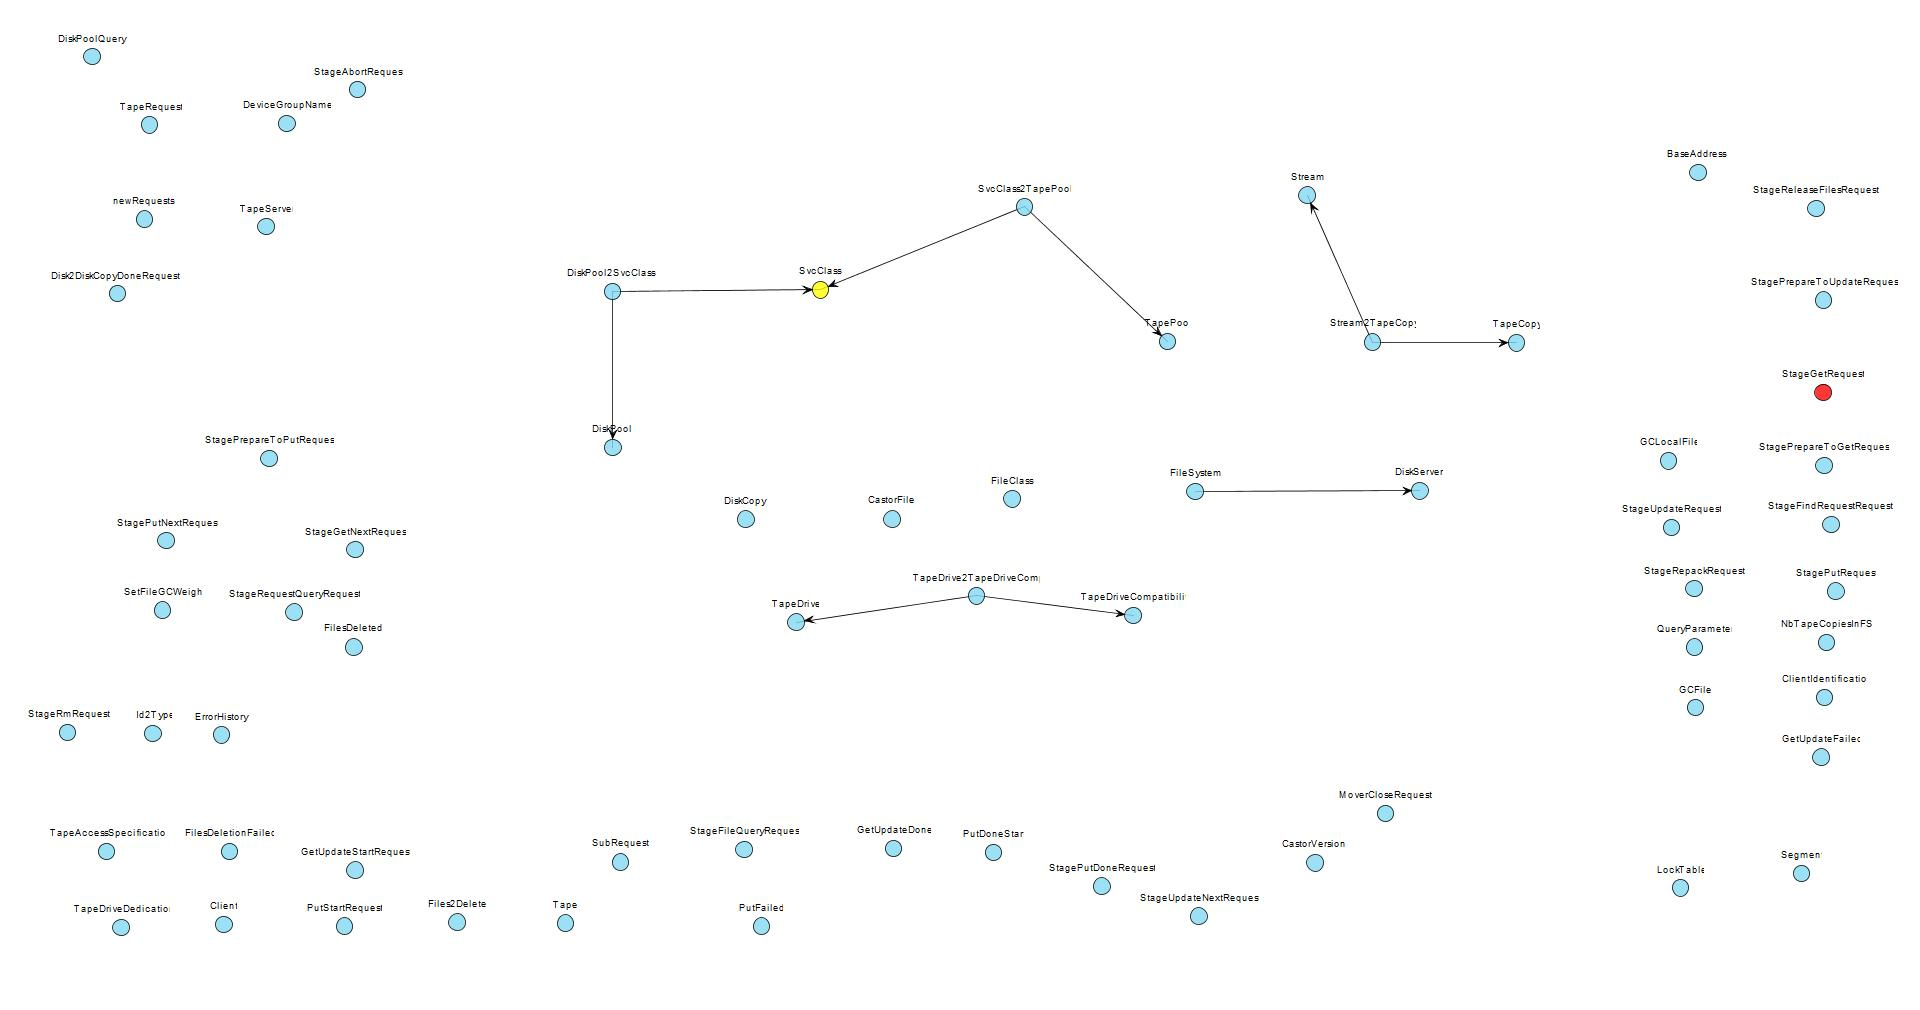 DiskPoolQuery
StageAbortReques
TapeRequest
DeviceGroupName
BaseAddress
Stream
SvcClass2TapePool
StageReleaseFilesRequest
newRequests
TapeServer
SvcClass
DiskPool2SvcClass
Disk2DiskCopyDoneRequest
StagePrepareToUpdateReques
TapePoo
Stream2TapeCopy
TapeCopy
StageGetRequest
DiskPool
StagePrepareToPutReques
GCLocalFile
StagePrepareToGetReques
FileSystem
DiskServer
FileClass
DiskCopy
CastorFile
StageUpdateRequest
StageFindRequestRequest
StagePutNextReques
StageGetNextReques
StageRepackRequest
StagePutReques
TapeDrive2TapeDriveComp
SetFileGCWeigh
StageRequestQueryRequest
TapeDrive
TapeDriveCompatibili
FilesDeleted
QueryParameter
NbTapeCopiesInFS
ClientIdentificatio
GCFile
StageRmRequest
Id2Type
ErrorHistory
GetUpdateFailed
MoverCloseRequest
TapeAccessSpecificatio
FilesDeletionFailed
StageFileQueryReques
GetUpdateDone
PutDoneStar
SubRequest
CastorVersion
GetUpdateStartReques
Segmen
StagePutDoneRequest
LockTable
StageUpdateNextReques
TapeDriveDedicatio
Client
PutStartRequest
Files2Delete
Tape
PutFailed